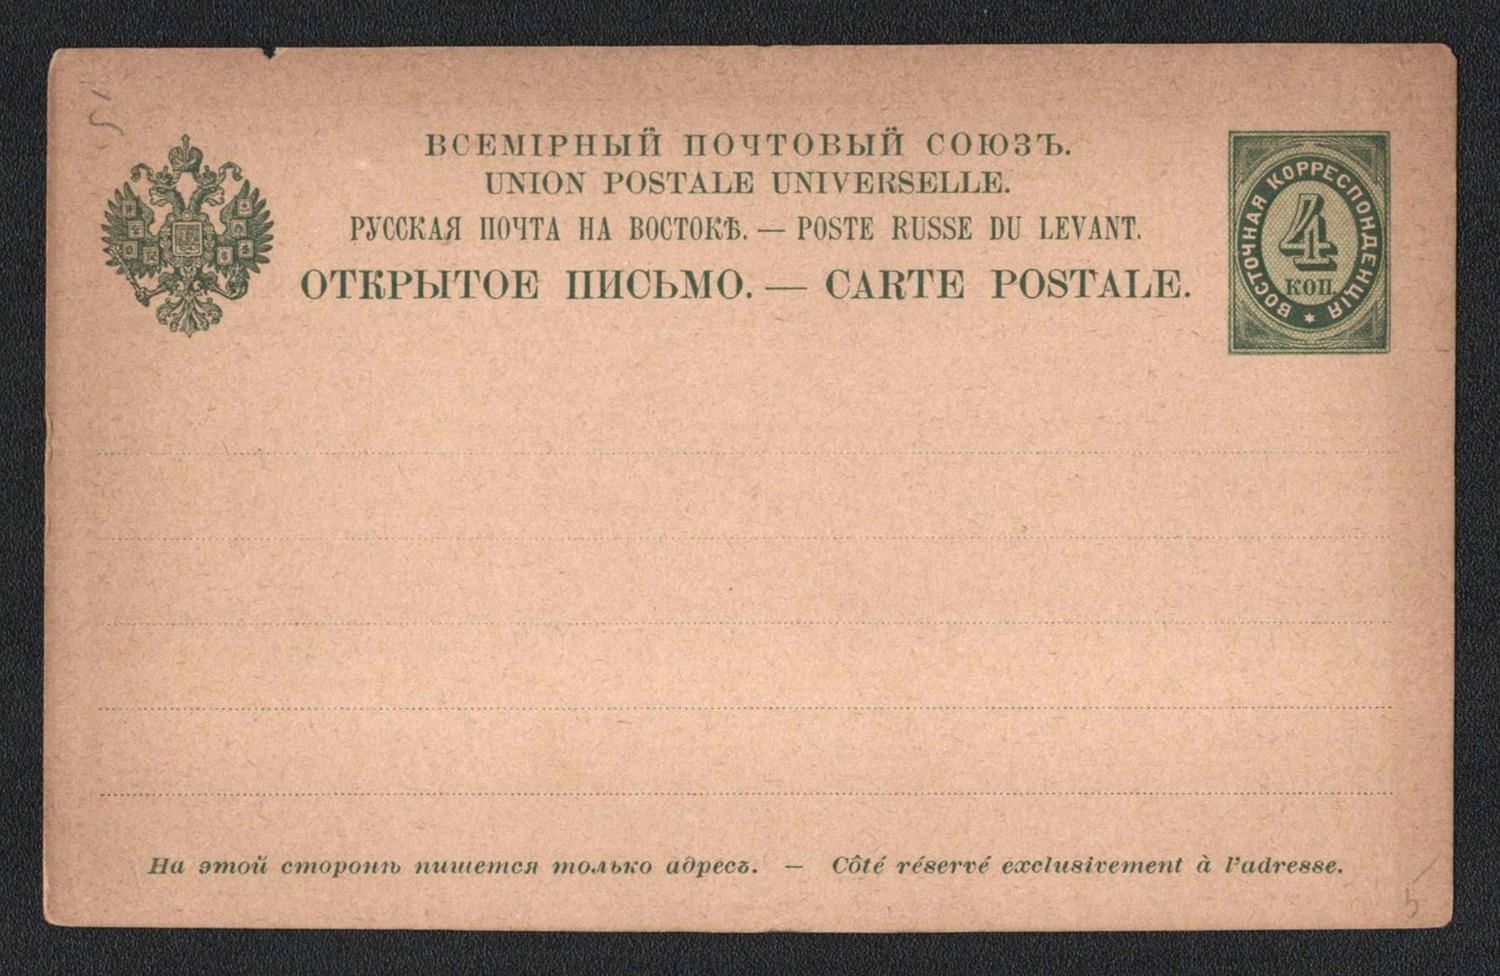 ВСЕМІРНЫЙ ПОЧТОВЫЙ СОЮЗЪ.
UNION POSTALE UNIVERSELLE.
РУССКАЯ ПОЧТА НА ВОСТОКѢ. — POSTE RUSSE DU LEVANT.
ОТКРЫТОЕ ПИСЬМО. — CARTE POSTALE.
ВОСТОЧНАЯ КОРРЕСПОНДЕНЦІЯ
4
КОП.
На этой сторонѣ пишется только адресъ. — Côté réservé exclusivement à l'adresse.
5